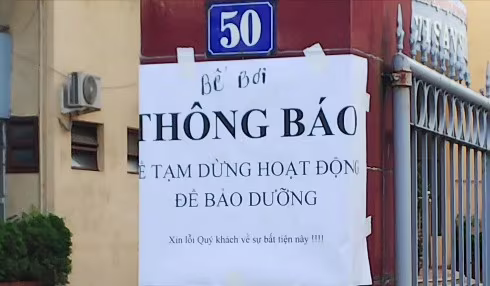 50
Bể Bơi
THÔNG BÁO
TẠM DỪNG HOẠT ĐỘNG
ĐỂ BẢO DƯỠNG
Xin lỗi Quý khách về sự bất tiện này !!!!